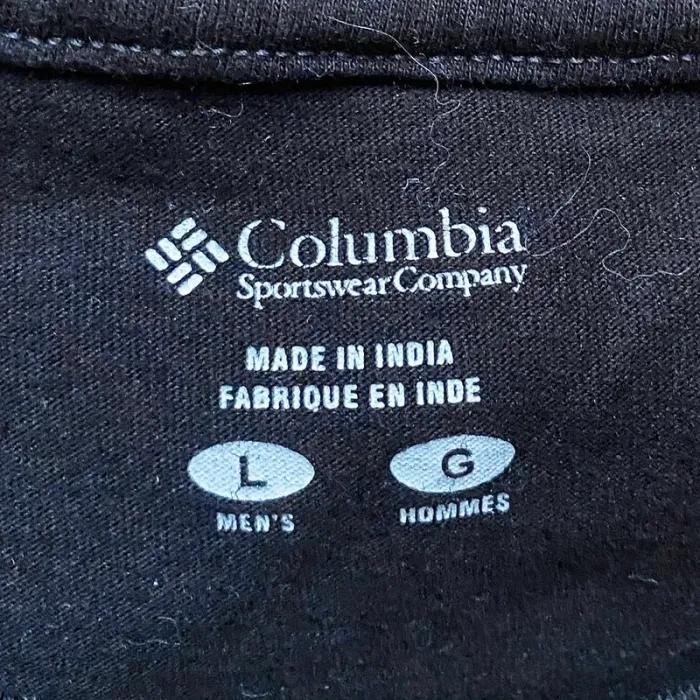 Columbia
Sportswear Company
MADE IN INDIA
FABRIQUE EN INDE
L G
MEN'S HOMMES